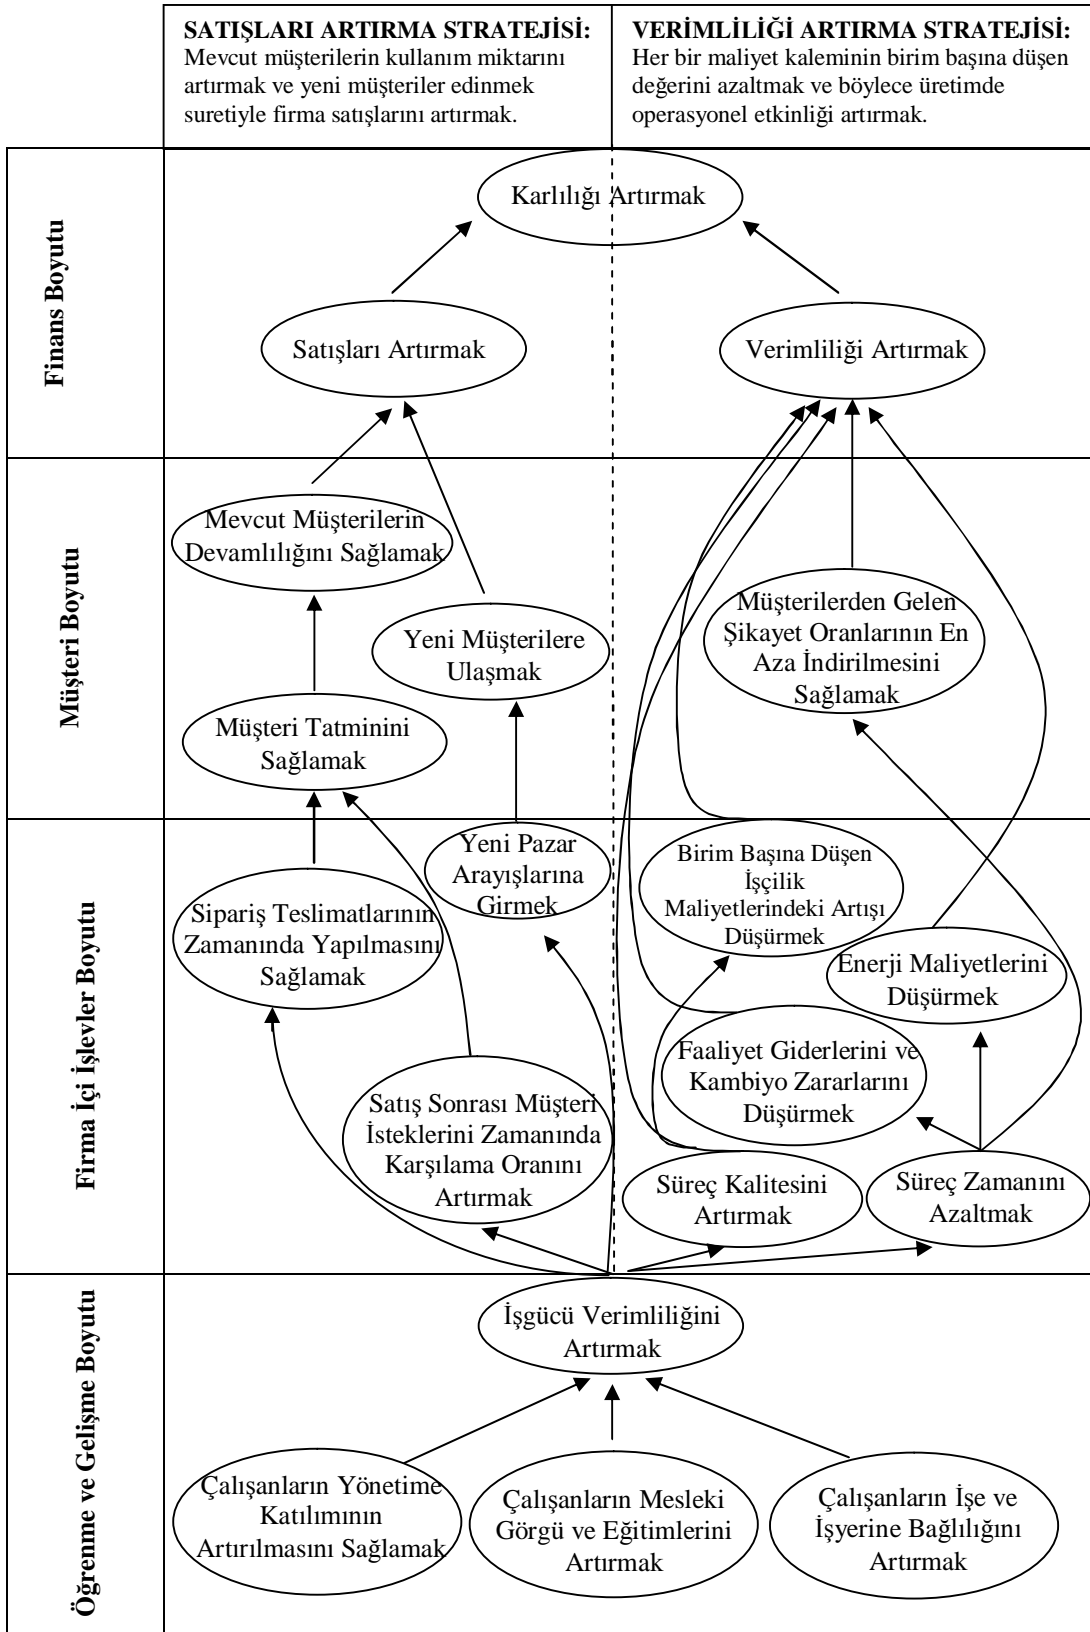 SATIŞLARI ARTIRMA STRATEJİSİ:
Mevcut müşterilerin kullanım miktarını
artırmak ve yeni müşteriler edinmek
suretiyle firma satışlarını artırmak.
VERİMLİLİĞİ ARTIRMA STRATEJİSİ:
Her bir maliyet kaleminin birim başına düşen
değerini azaltmak ve böylece üretimde
operasyonel etkinliği artırmak.
Finans Boyutu
Karlılığı Artırmak
Satışları Artırmak
Verimliliği Artırmak
Müşteri Boyutu
Mevcut Müşterilerin
Devamlılığını Sağlamak
Yeni Müşterilere
Ulaşmak
Müşteri Tatminini
Sağlamak
Müşterilerden Gelen
Şikayet Oranlarının En
Aza İndirilmesini
Sağlamak
Firma İçi İşlevler Boyutu
Yeni Pazar
Arayışlarına
Girmek
Sipariş Teslimatlarının
Zamanında Yapılmasını
Sağlamak
Satış Sonrası Müşteri
İsteklerini Zamanında
Karşılama Oranını
Artırmak
Birim Başına Düşen
İşçilik
Maliyetlerindeki Artışı
Düşürmek
Enerji Maliyetlerini
Düşürmek
Faaliyet Giderlerini ve
Kambiyo Zararlarını
Düşürmek
Süreç Kalitesini
Artırmak
Süreç Zamanını
Azaltmak
Öğrenme ve Gelişme Boyutu
İşgücü Verimliliğini
Artırmak
Çalışanların Yönetime
Katılımının
Artırılmasını Sağlamak
Çalışanların Mesleki
Görgü ve Eğitimlerini
Artırmak
Çalışanların İşe ve
İşyerine Bağlılığını
Artırmak